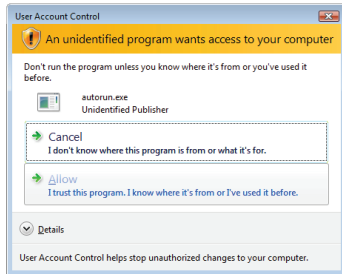 User Account Control
An unidentified program wants access to your computer
Don't run the program unless you know where it's from or you've used it
before.
autorun.exe
Unidentified Publisher
Cancel
I don't know where this program is from or what it's for.
Allow
I trust this program. I know where it's from or I've used it before.
Details
User Account Control helps stop unauthorized changes to your computer.